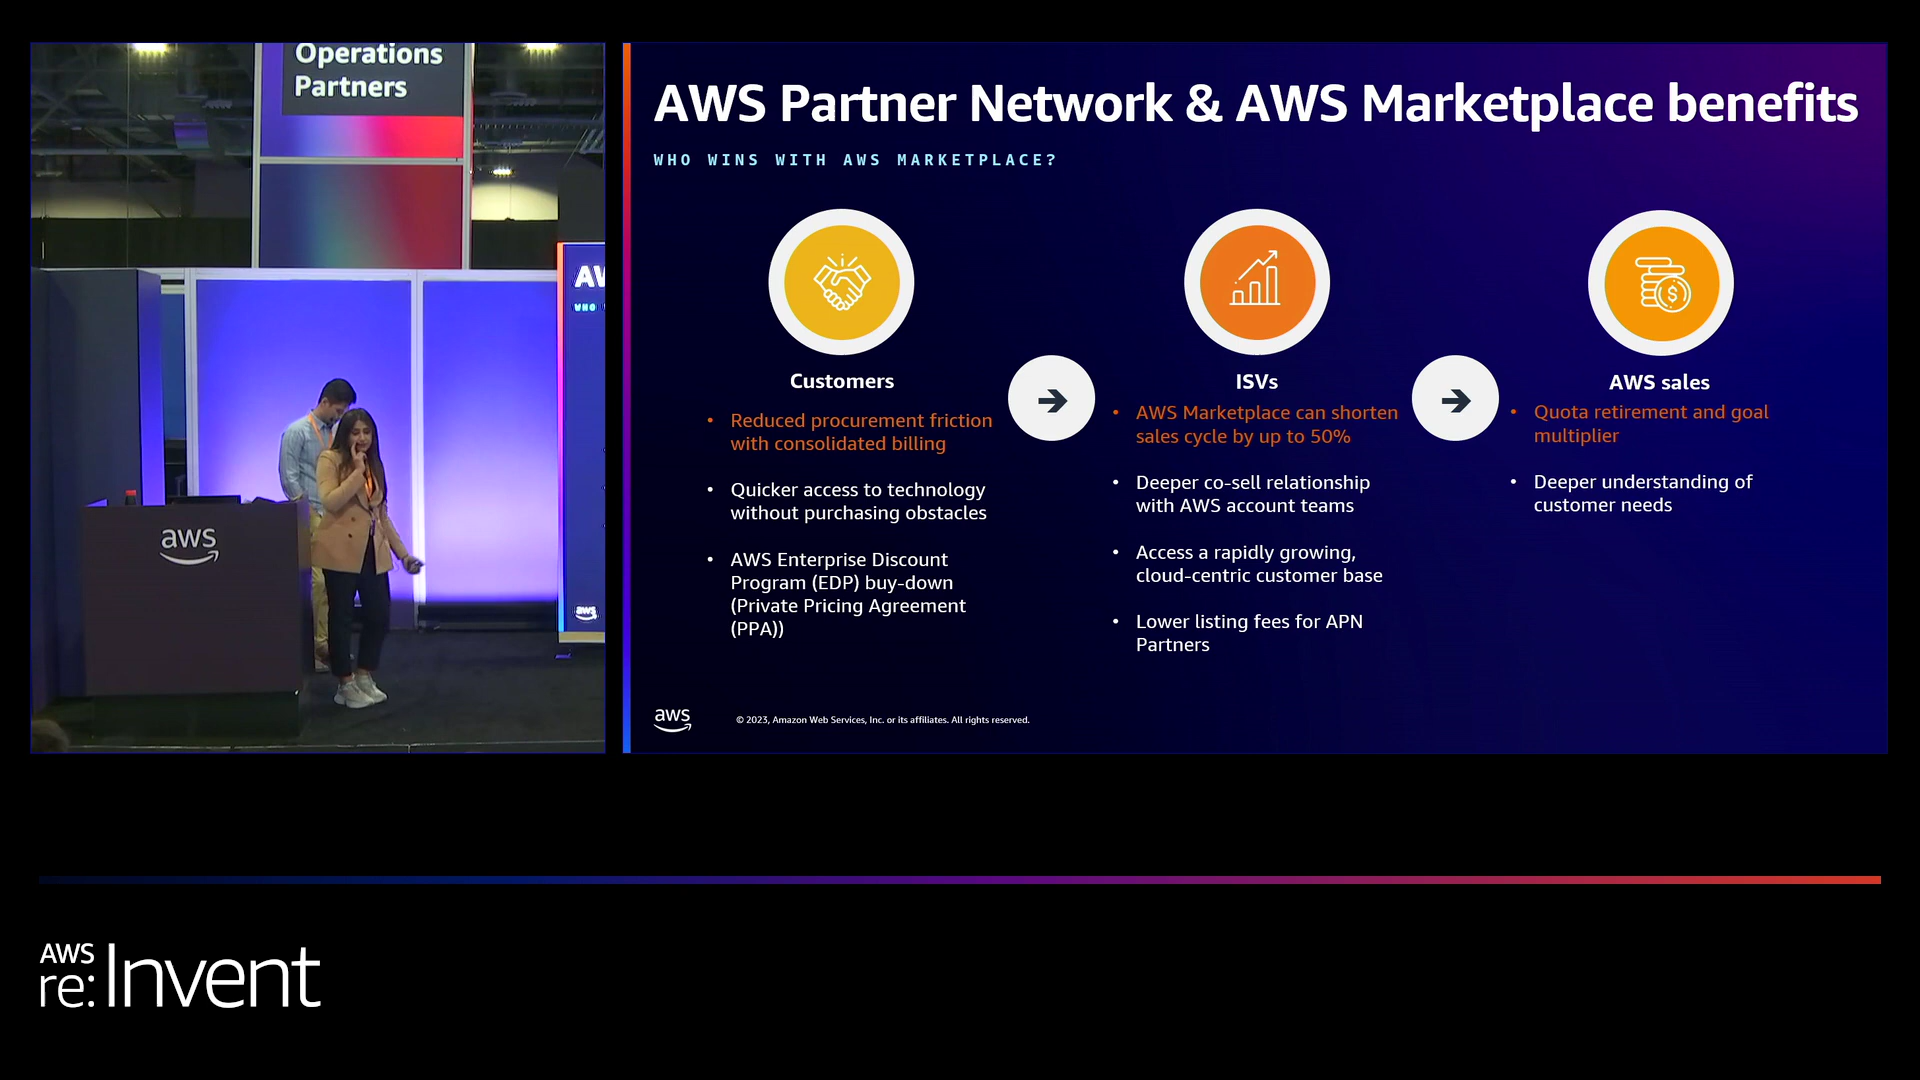 Operations
Partners
AW
WHO
aws
aws
AWS Partner Network & AWS Marketplace benefits
WHO WINS WITH AWS MARKETPLACE?
Customers
• Reduced procurement friction
with consolidated billing
• Quicker access to technology
without purchasing obstacles
• AWS Enterprise Discount
Program (EDP) buy-down
(Private Pricing Agreement
(PPA))
ISVs
• AWS Marketplace can shorten
sales cycle by up to 50%
• Deeper co-sell relationship
with AWS account teams
• Access a rapidly growing,
cloud-centric customer base
• Lower listing fees for APN
Partners
AWS sales
• Quota retirement and goal
multiplier
• Deeper understanding of
customer needs
aws
© 2023, Amazon Web Services, Inc. or its affiliates. All rights reserved.
AWS
re:Invent